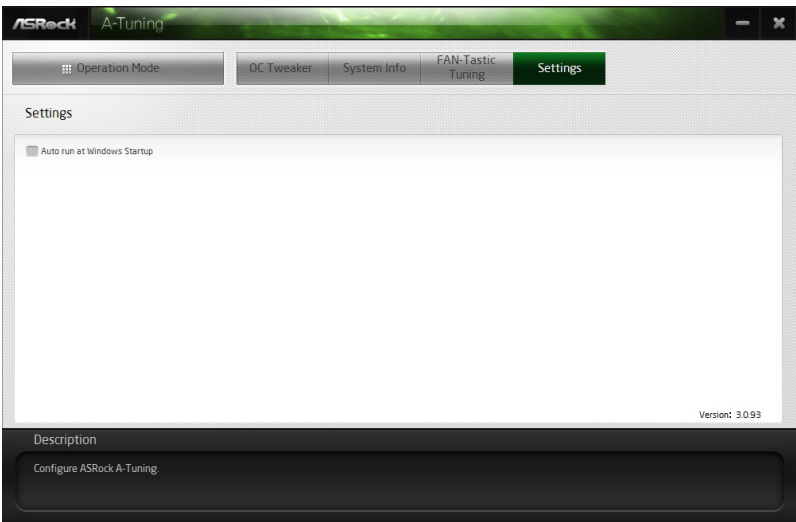 ASRock A-Tuning
Operation Mode OC Tweaker System Info FAN-Tastic Tuning Settings
Settings
Auto run at Windows Startup
Version: 3.0.93
Description
Configure ASRock A-Tuning.